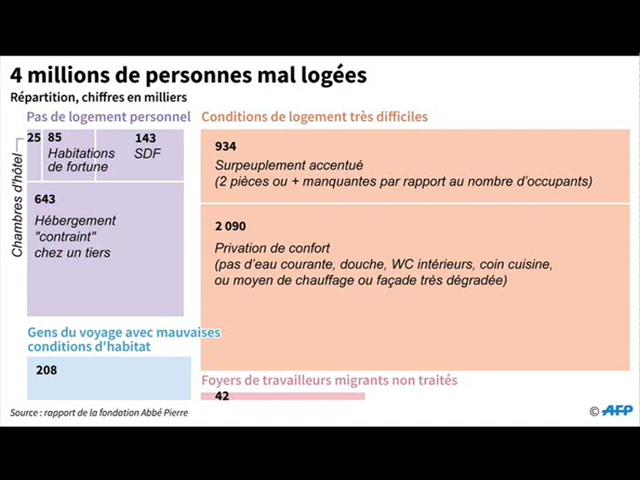 4 millions de personnes mal logées
Répartition, chiffres en milliers
Pas de logement personnel
Chambres d'hôtel
25
85
Habitations
de fortune
143
SDF
643
Hébergement
"contraint"
chez un tiers
Conditions de logement très difficiles
934
Surpeuplement accentué
(2 pièces ou + manquantes par rapport au nombre d'occupants)
2 090
Privation de confort
(pas d'eau courante, douche, WC intérieurs, coin cuisine,
ou moyen de chauffage ou façade très dégradée)
Gens du voyage avec mauvaises
conditions d'habitat
208
Foyers de travailleurs migrants non traités
42
Source : rapport de la fondation Abbé Pierre
© AFP